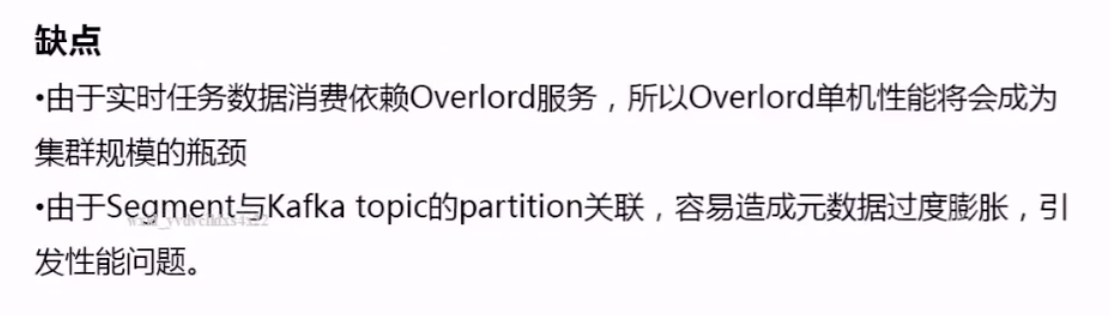 缺点
•由于实时任务数据消费依赖Overlord服务，所以Overlord单机性能将会成为
集群规模的瓶颈
•由于Segment与Kafka topic的partition关联，容易造成元数据过度膨胀，引
发性能问题。